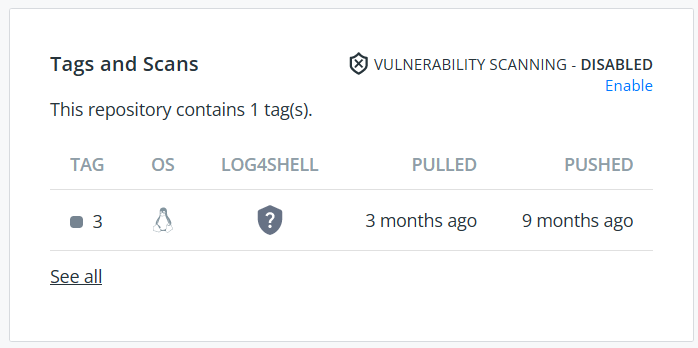 Tags and Scans
VULNERABILITY SCANNING - DISABLED
Enable
This repository contains 1 tag(s).
TAG OS LOG4SHELL PULLED PUSHED
3 ? 3 months ago 9 months ago
See all